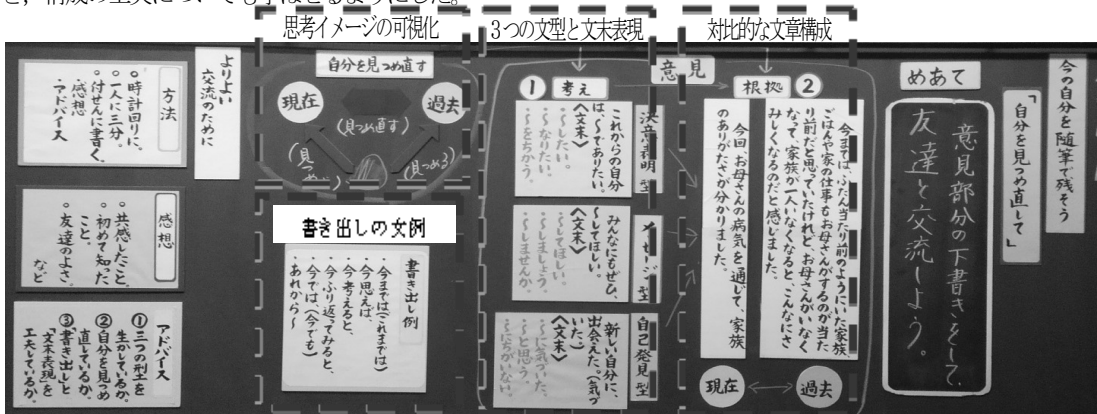 と，構成の工夫についても学ばせるようにした。
思考イメージの可視化
３つの文型と文末表現
対比的な文章構成
今の自分を随筆で残そう
「自分を見つめ直して」
めあて
意見部分の下書きをして、
友達と交流しよう。
意見
根拠 ②
今までは、ふだん当たり前のようにいた家族。
ごはんや家の仕事もお母さんがするのが当た
り前だと思っていたけれど、お母さんがいなく
なって、家族が一人いなくなると、こんなにさ
みしくなるのだと感じました。
今回、お母さんの病気を通じて、家族
のありがたさが分かりました。
過去
現在
① 考え
決意表明型
これからの自分
は、〜でありたい。
〈文末〉
・〜したい。
・〜なりたい。
・〜をちかう。
メッセージ型
みんなにもぜひ、
〜してほしい。
〈文末〉
・〜してほしい。
・〜しましょう。
・〜しませんか。
自己発見型
新しい自分に、
出会えた。(気づ
いた)
〈文末〉
・〜に気づいた。
・〜と思う。
・〜にちがいない。
自分を見つめ直す
現在
過去
(見つめ直す)
(見つめる)
(見つめ
書き出しの文例
書き出し例
・今までは(これまでは)
・今思えば、
・今考えると、
・ふり返ってみると、
・今では、(今でも)
・あれから〜
よりよい
交流のために
方法
○時計回りに、
○一人に三分。
○付せんに書く。
・感想
・アドバイス
感想
○共感したこと。
○初めて知った
こと。
○友達のよさ。
など
アドバイス
①三つの型を
生かしているか。
②自分を見つめ
直しているか。
③「書き出しと
「文末表現」を
工夫しているか。